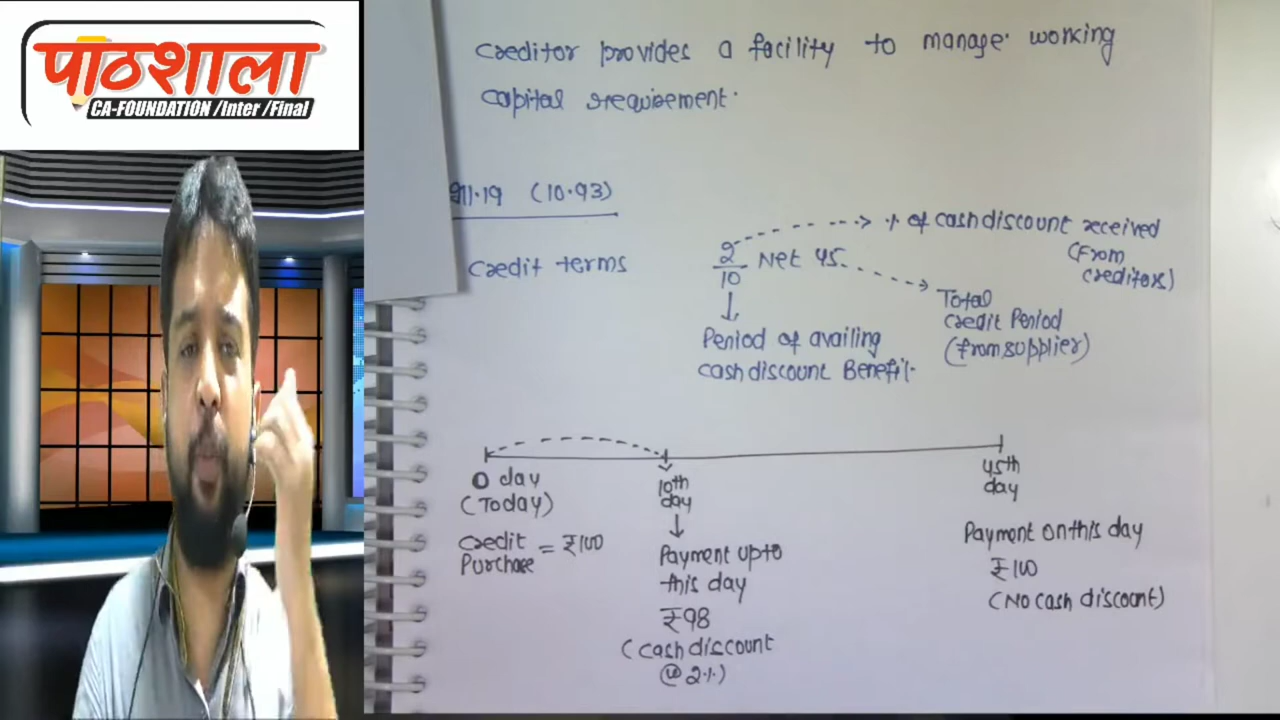 पाठशाला
CA-FOUNDATION /Inter /Final
Creditor provides a facility to manage working
capital requirement.
111.19 (10.93)
Credit terms
2/10 Net 45
% of cash discount received
(From
creditors)
Total
Credit Period
(from supplier)
Period of availing
cash discount Benefit.
0 day
(Today)
10th
day
45th
day
Credit
Purchase = ₹100
Payment upto
this day
₹98
(Cash discount
@ 2%)
Payment on this day
₹100
(No cash discount)